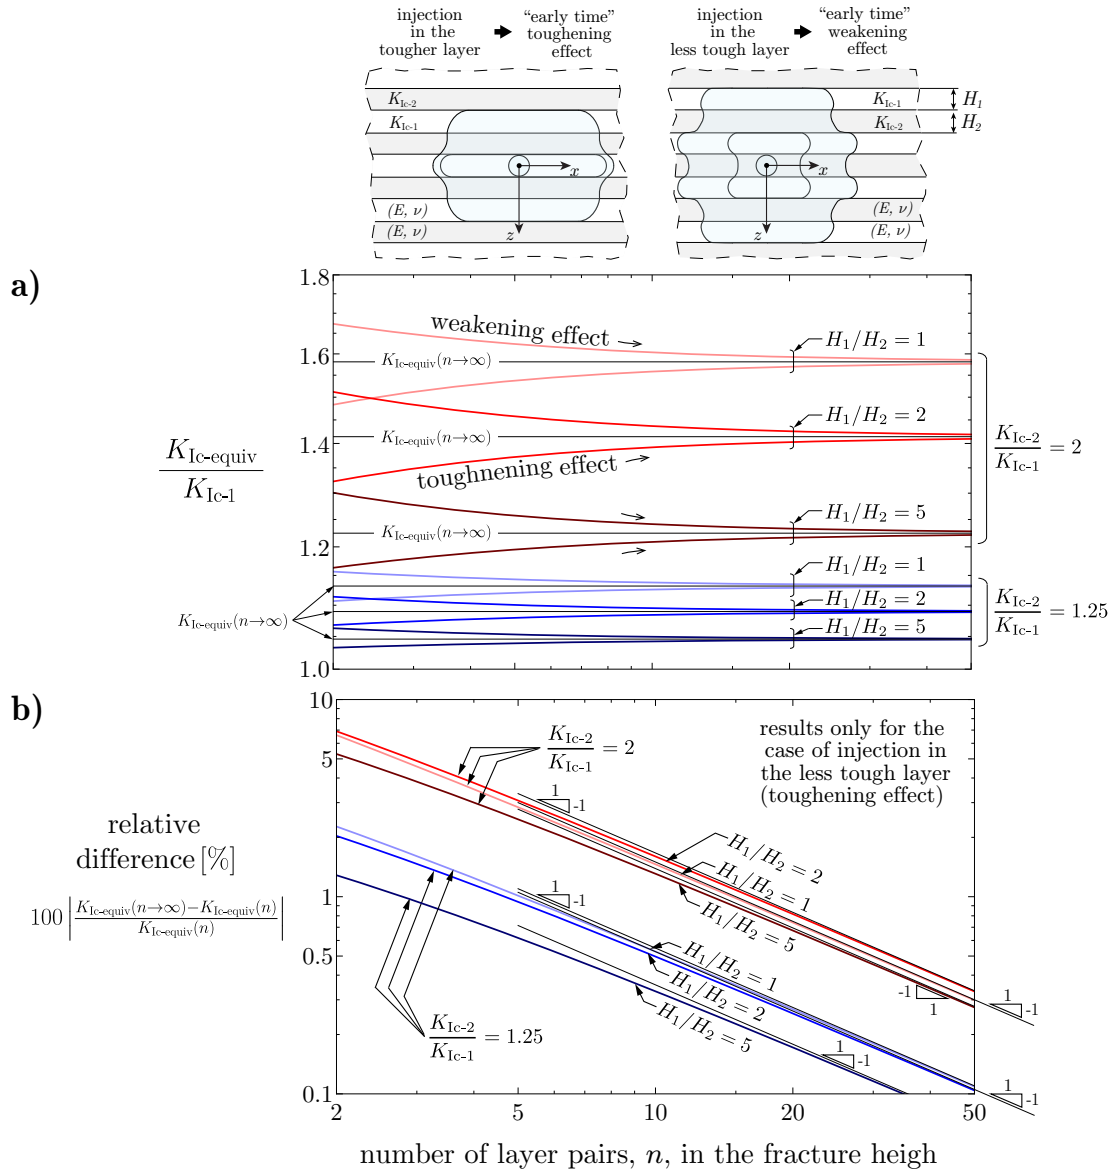 injection
in the
tougher layer
“early time”
toughening
effect
injection
in the
less tough layer
“early time”
weakening
effect
K_Ic-2
K_Ic-1
x
(E, ν)
(E, ν)
z
K_Ic-1
H_1
K_Ic-2
H_2
x
(E, ν)
(E, ν)
z
a)
1.8
1.6
1.4
1.2
1.0
K_Ic-equiv
K_Ic-1
weakening effect
K_Ic-equiv(n→∞)
H_1/H_2 = 1
K_Ic-equiv(n→∞)
H_1/H_2 = 2
toughnening effect
K_Ic-2/K_Ic-1 = 2
K_Ic-equiv(n→∞)
H_1/H_2 = 5
H_1/H_2 = 1
H_1/H_2 = 2
K_Ic-equiv(n→∞)
H_1/H_2 = 5
K_Ic-2/K_Ic-1 = 1.25
b)
10
5
1
0.5
0.1
relative
difference [%]
100 |K_Ic-equiv(n→∞)−K_Ic-equiv(n)/K_Ic-equiv(n)|
K_Ic-2/K_Ic-1 = 2
results only for the
case of injection in
the less tough layer
(toughening effect)
1
-1
H_1/H_2 = 2
H_1/H_2 = 1
H_1/H_2 = 5
1
-1
H_1/H_2 = 1
H_1/H_2 = 2
H_1/H_2 = 5
-1
1
1
-1
K_Ic-2/K_Ic-1 = 1.25
1
-1
1
-1
2
5
10
20
50
number of layer pairs, n, in the fracture heigh